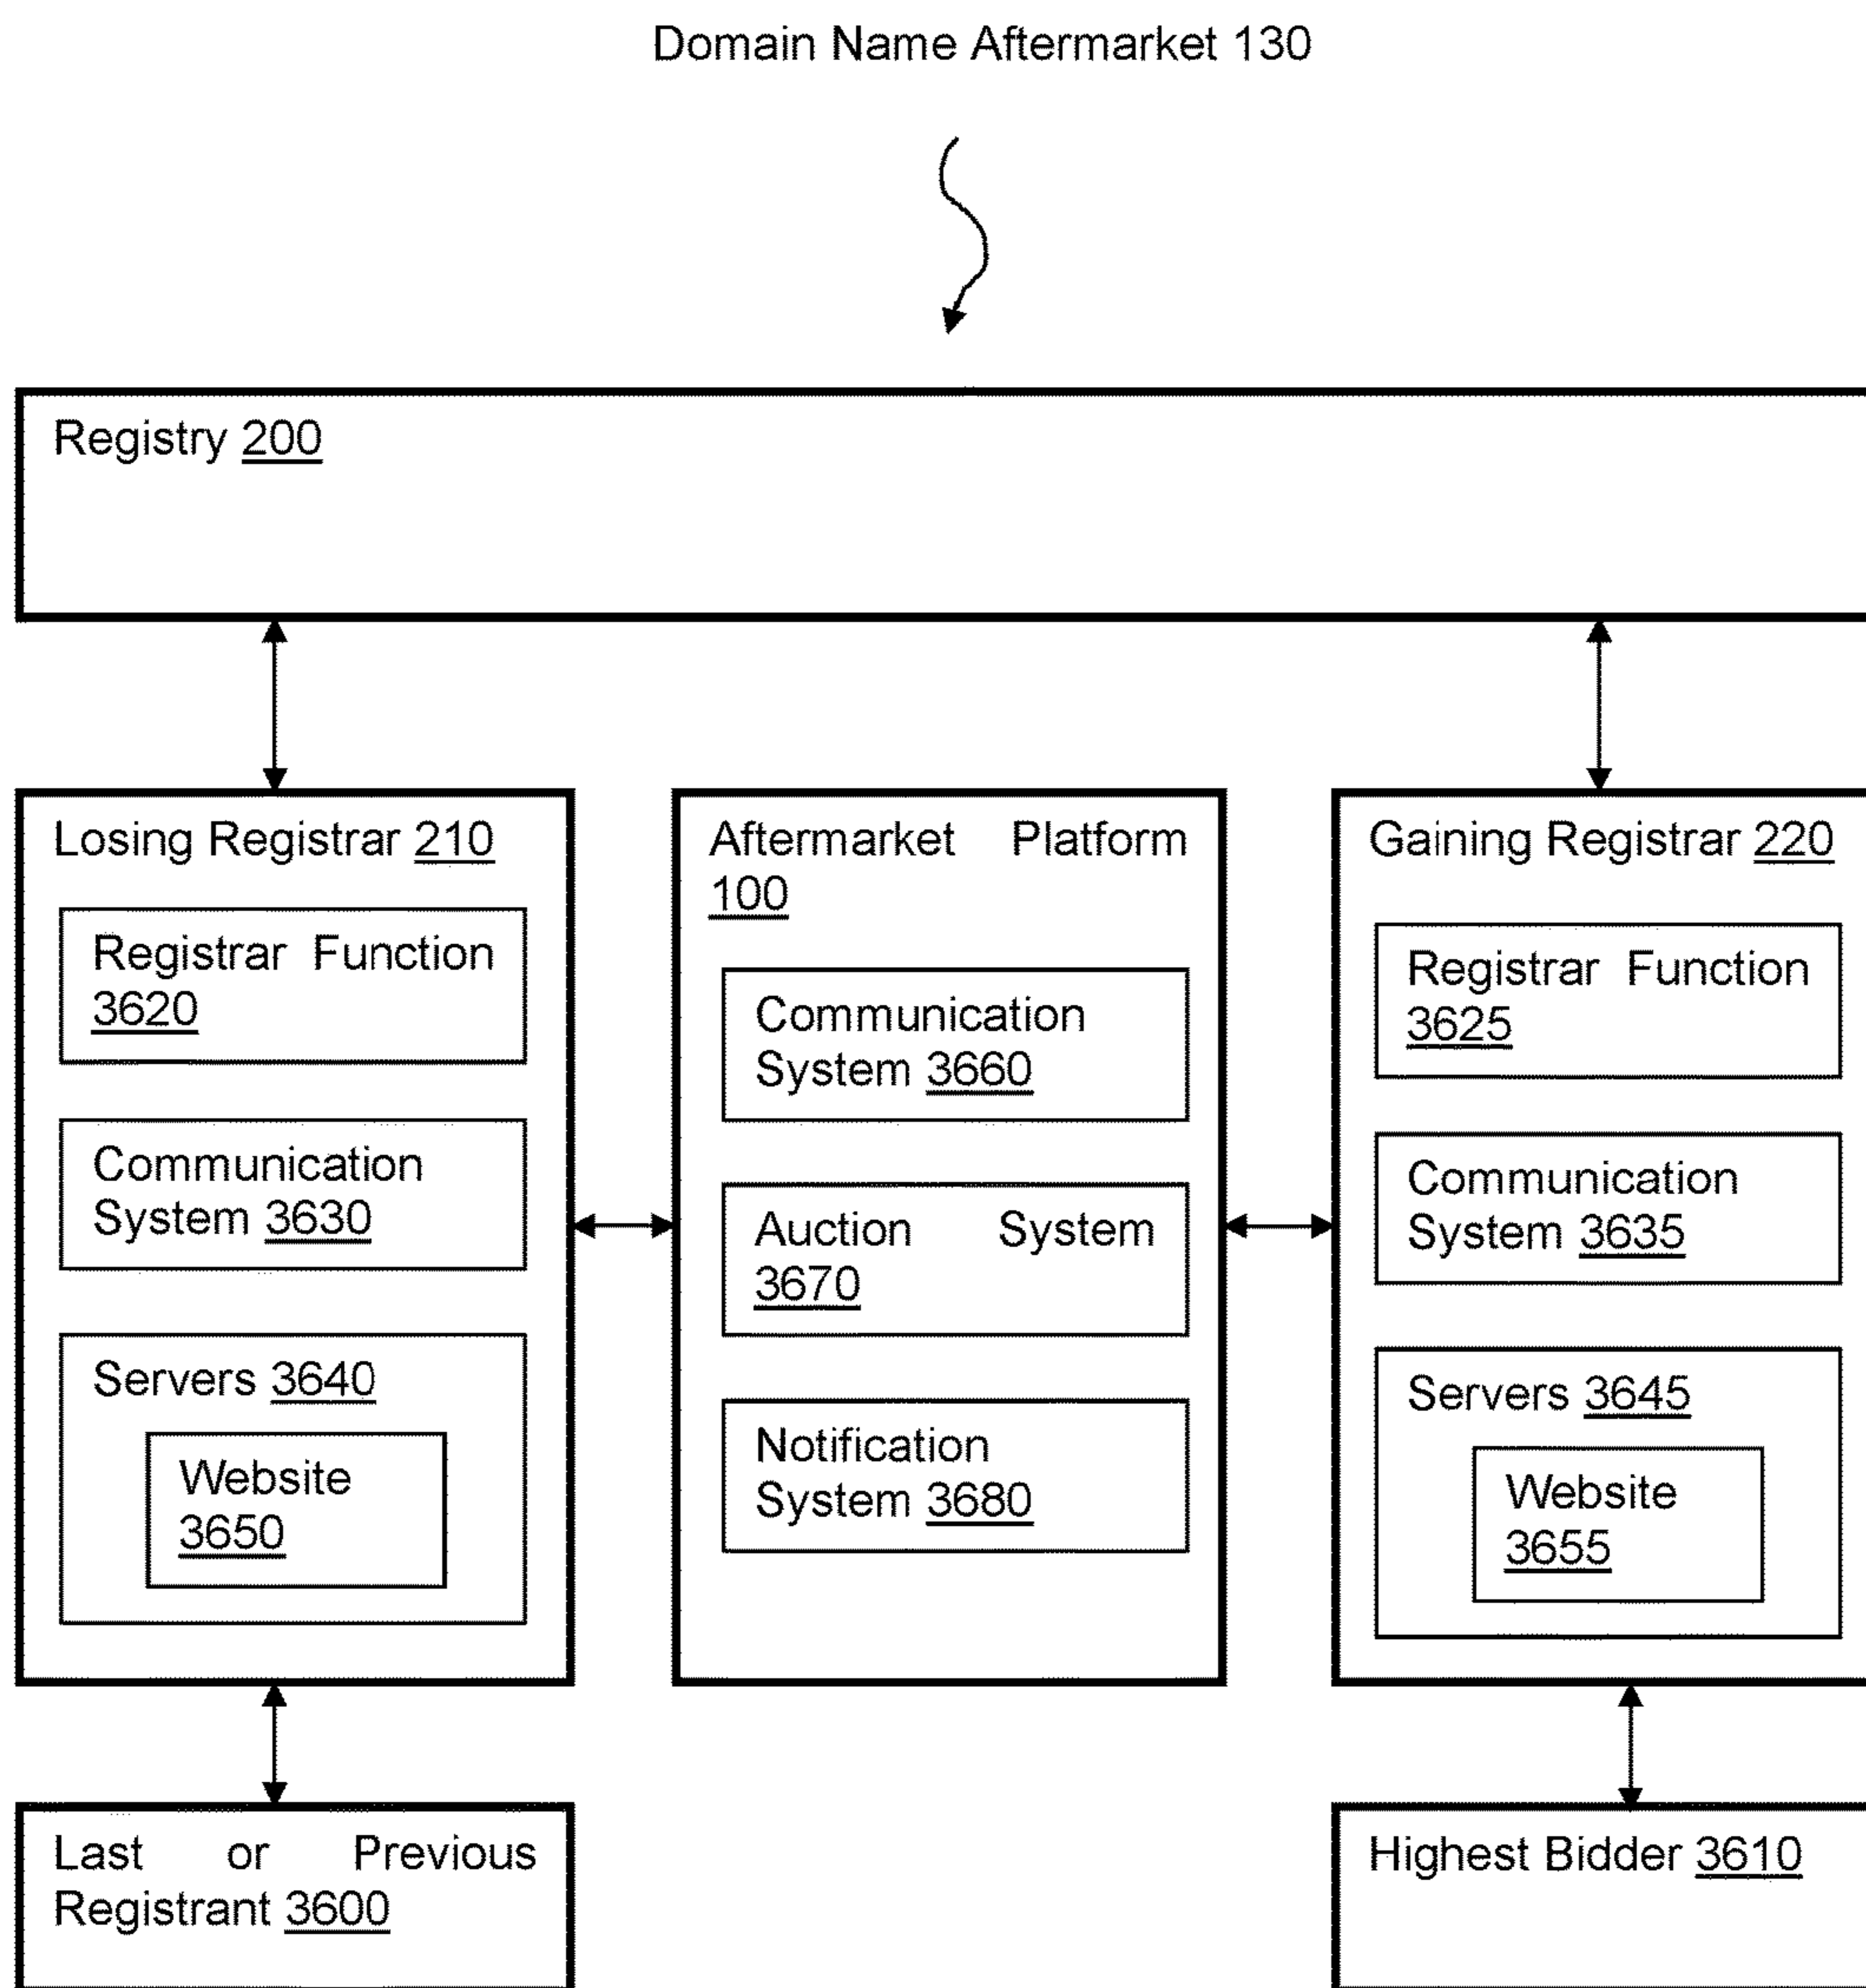 Domain Name Aftermarket 130
Registry 200
Losing Registrar 210
Registrar Function
3620
Communication
System 3630
Servers 3640
Website
3650
Aftermarket Platform
100
Communication
System 3660
Auction System
3670
Notification
System 3680
Gaining Registrar 220
Registrar Function
3625
Communication
System 3635
Servers 3645
Website
3655
Last or Previous
Registrant 3600
Highest Bidder 3610